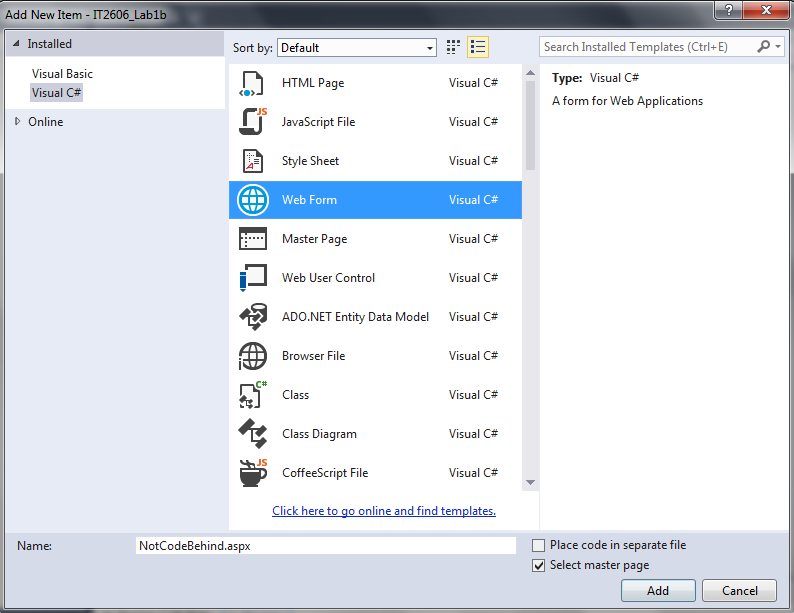 Add New Item - IT2606_Lab1b
?
Installed
Visual Basic
Visual C#
Online
Sort by: Default
Search Installed Templates (Ctrl+E)
HTML Page Visual C#
JS JavaScript File Visual C#
Style Sheet Visual C#
Web Form Visual C#
Master Page Visual C#
Web User Control Visual C#
ADO.NET Entity Data Model Visual C#
Browser File Visual C#
C# Class Visual C#
Class Diagram Visual C#
JS CoffeeScript File Visual C#
Click here to go online and find templates.
Type: Visual C#
A form for Web Applications
Name: NotCodeBehind.aspx
Place code in separate file
Select master page
Add Cancel